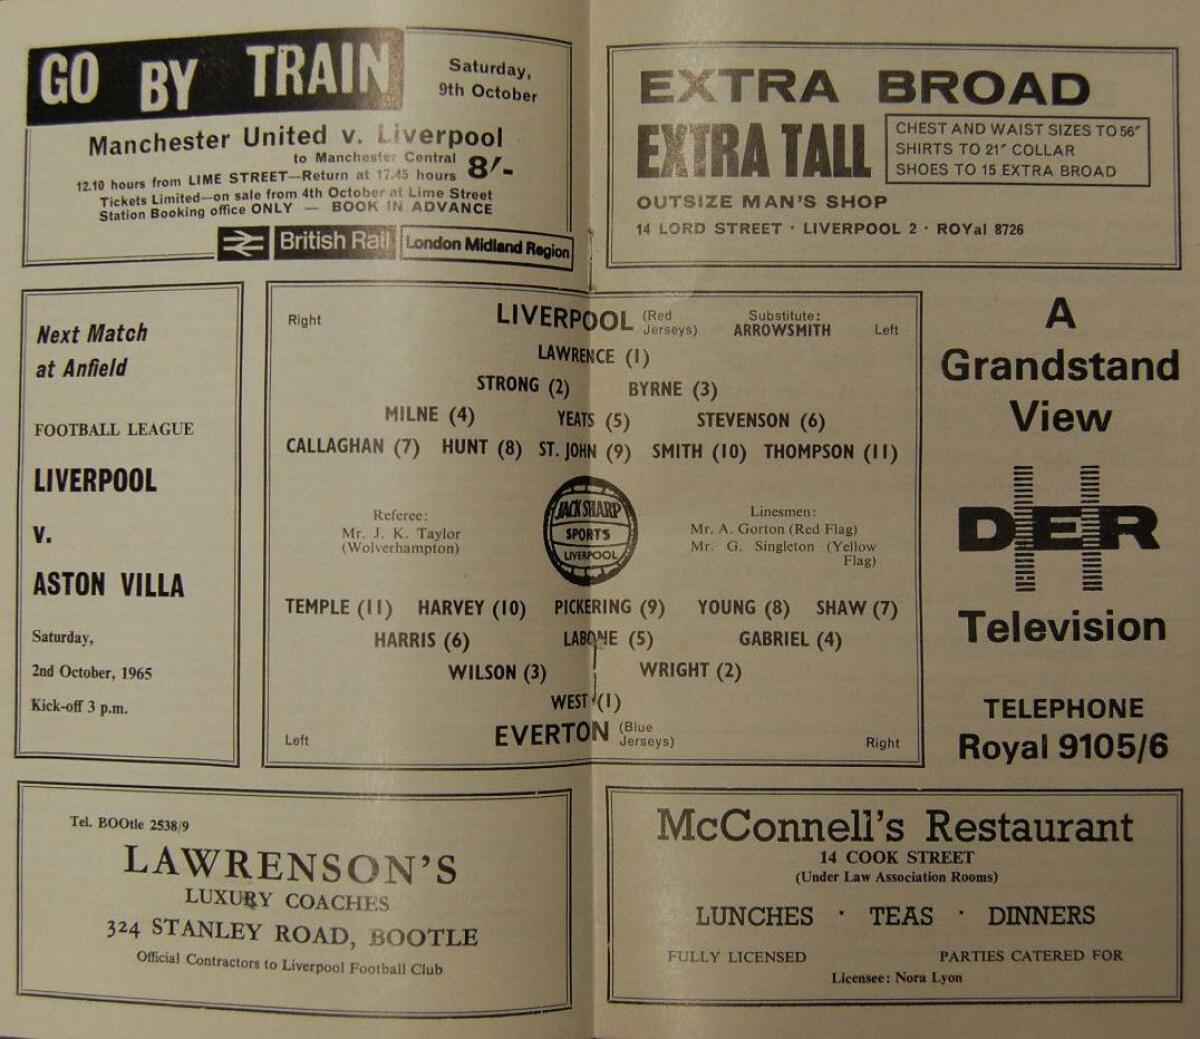 GO BY TRAIN
Saturday,
9th October
Manchester United v. Liverpool
to Manchester Central 8/-
12.10 hours from LIME STREET—Return at 17.45 hours
Tickets Limited—on sale from 4th October at Lime Street
Station Booking office ONLY — BOOK IN ADVANCE
British Rail London Midland Region
EXTRA BROAD
EXTRA TALL
CHEST AND WAIST SIZES TO 56"
SHIRTS TO 21" COLLAR
SHOES TO 15 EXTRA BROAD
OUTSIZE MAN'S SHOP
14 LORD STREET · LIVERPOOL 2 · ROYal 8726
Next Match
at Anfield
FOOTBALL LEAGUE
LIVERPOOL
v.
ASTON VILLA
Saturday,
2nd October, 1965
Kick-off 3 p.m.
Right
LIVERPOOL (Red
Jerseys)
Substitute:
ARROWSMITH
Left
LAWRENCE (1)
STRONG (2) BYRNE (3)
MILNE (4) YEATS (5) STEVENSON (6)
CALLAGHAN (7) HUNT (8) ST. JOHN (9) SMITH (10) THOMPSON (11)
Referee:
Mr. J. K. Taylor
(Wolverhampton)
JACK SHARP
SPORTS
LIVERPOOL
Linesmen:
Mr. A. Gorton (Red Flag)
Mr. G. Singleton (Yellow
Flag)
TEMPLE (11) HARVEY (10) PICKERING (9) YOUNG (8) SHAW (7)
HARRIS (6) LABONE (5) GABRIEL (4)
WILSON (3) WRIGHT (2)
WEST (1)
Left
EVERTON (Blue
Jerseys)
Right
A
Grandstand
View
DER
Television
TELEPHONE
Royal 9105/6
Tel. BOOtle 2538/9
LAWRENSON'S
LUXURY COACHES
324 STANLEY ROAD, BOOTLE
Official Contractors to Liverpool Football Club
McConnell's Restaurant
14 COOK STREET
(Under Law Association Rooms)
LUNCHES · TEAS · DINNERS
FULLY LICENSED PARTIES CATERED FOR
Licensee: Nora Lyon